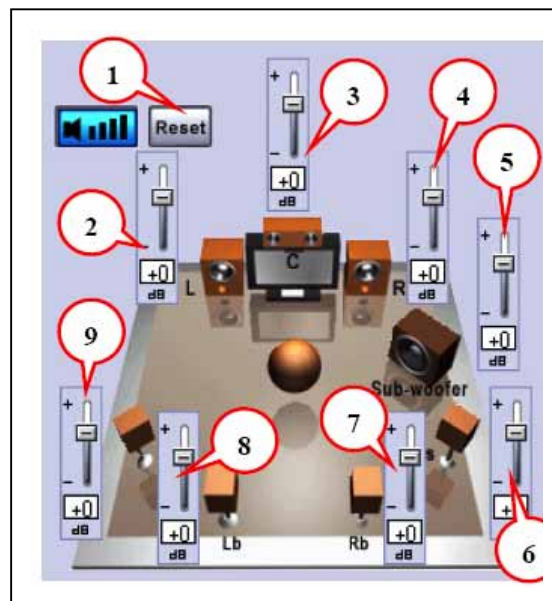 1
3
4
5
Reset
+
-
+0
dB
+
-
+0
dB
+
-
+0
dB
2
C
L
R
+
-
+0
dB
9
Sub-woofer
+
-
+0
dB
+
-
+0
dB
8
7
+
-
+0
dB
s
+
-
6
dB
Lb
Rb